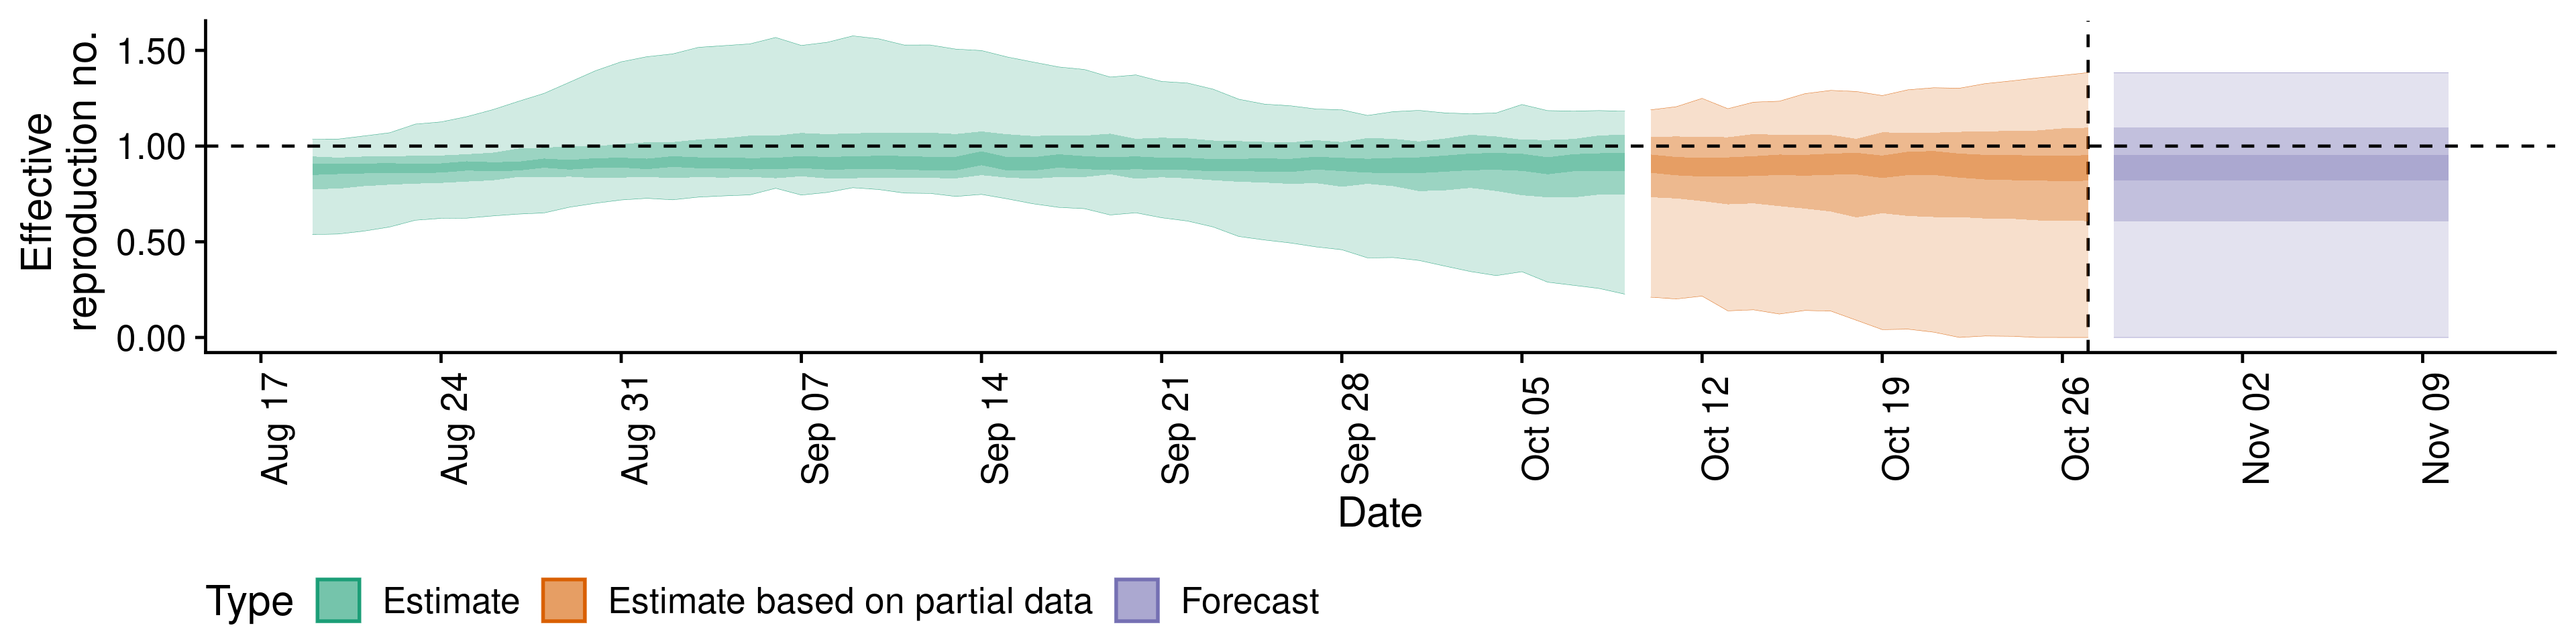 Effective
reproduction no.
1.50
1.00
0.50
0.00
Aug 17
Aug 24
Aug 31
Sep 07
Sep 14
Sep 21
Sep 28
Oct 05
Oct 12
Oct 19
Oct 26
Nov 02
Nov 09
Date
Type Estimate Estimate based on partial data Forecast